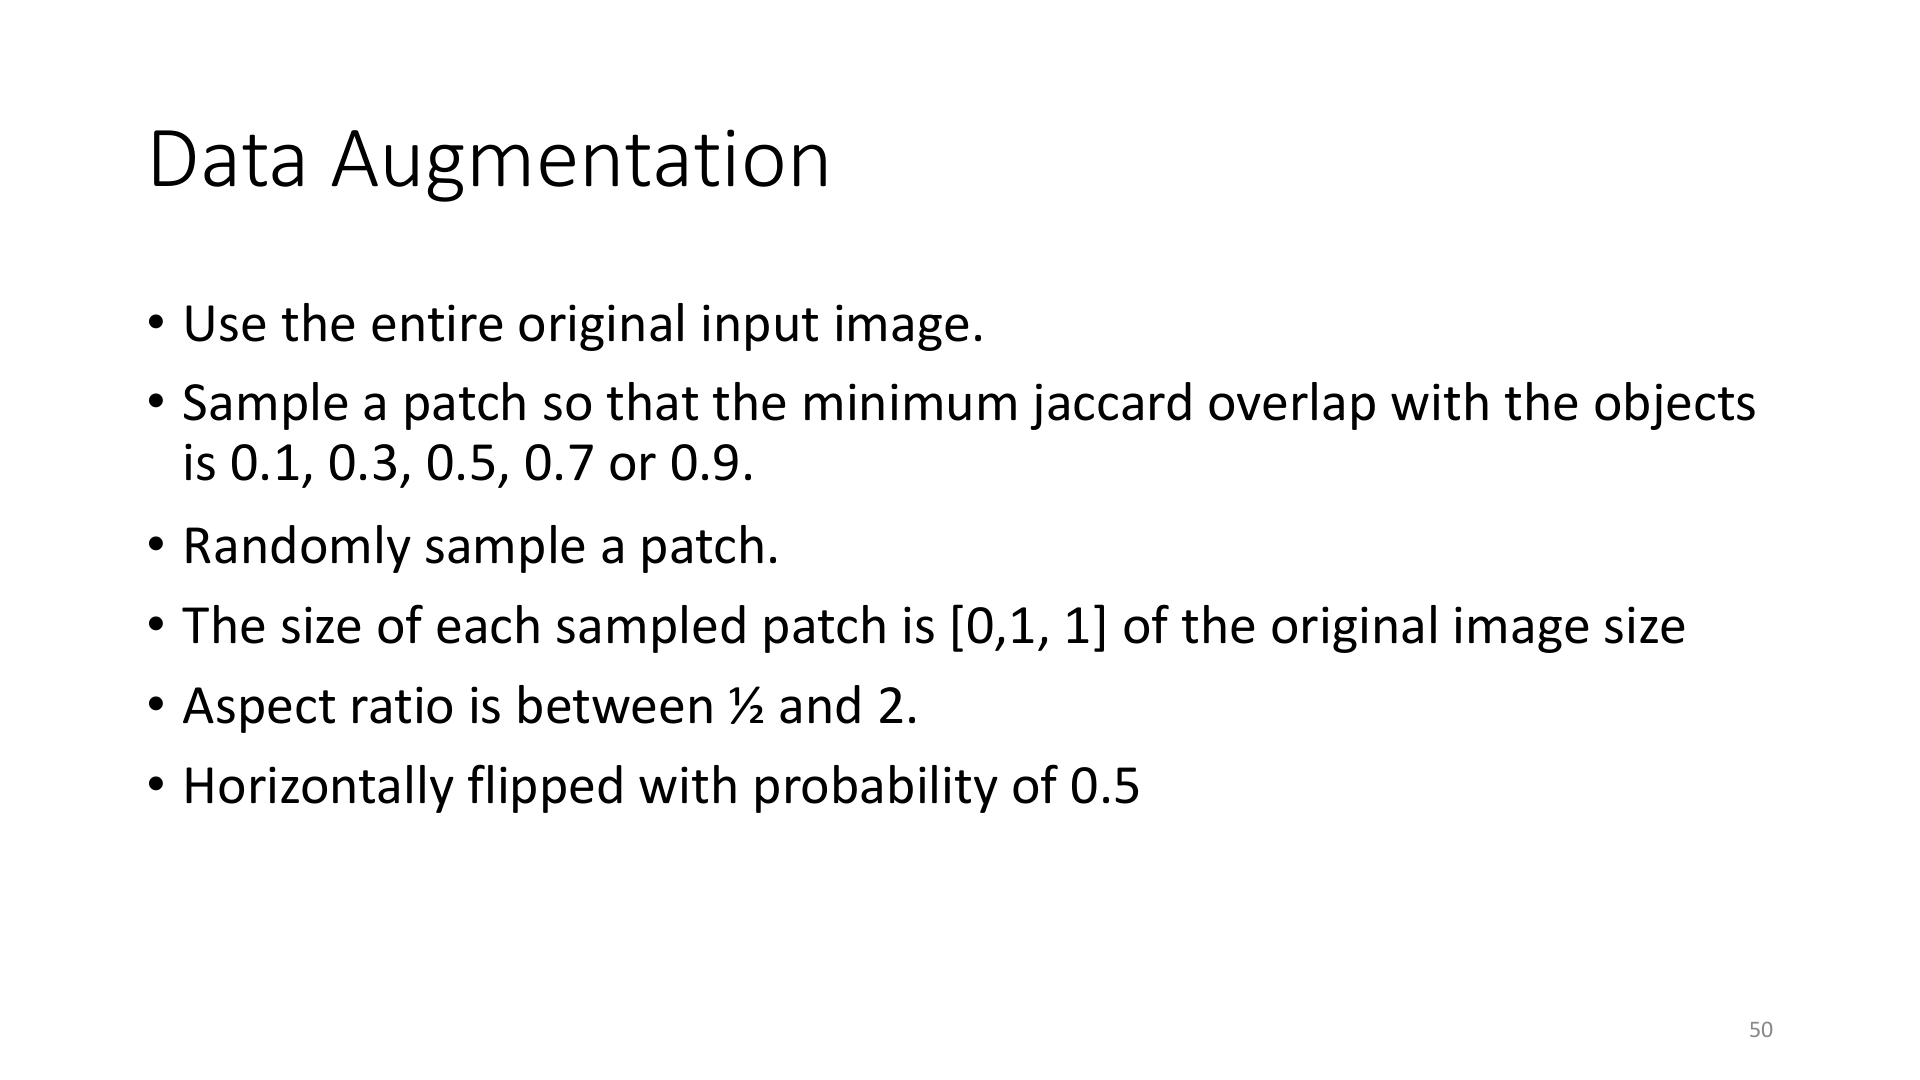 Data Augmentation
• Use the entire original input image.
• Sample a patch so that the minimum jaccard overlap with the objects
is 0.1, 0.3, 0.5, 0.7 or 0.9.
• Randomly sample a patch.
• The size of each sampled patch is [0,1, 1] of the original image size
• Aspect ratio is between ½ and 2.
• Horizontally flipped with probability of 0.5
50